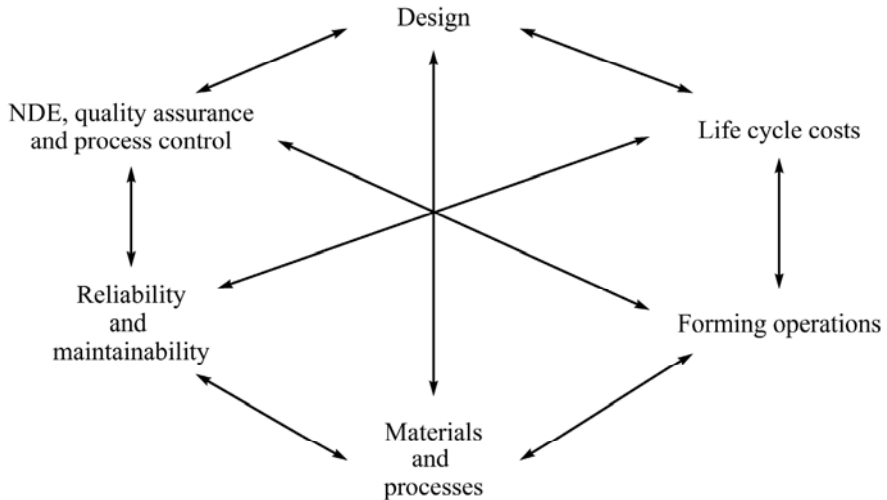 Design
NDE, quality assurance
and process control
Life cycle costs
Reliability
and
maintainability
Forming operations
Materials
and
processes